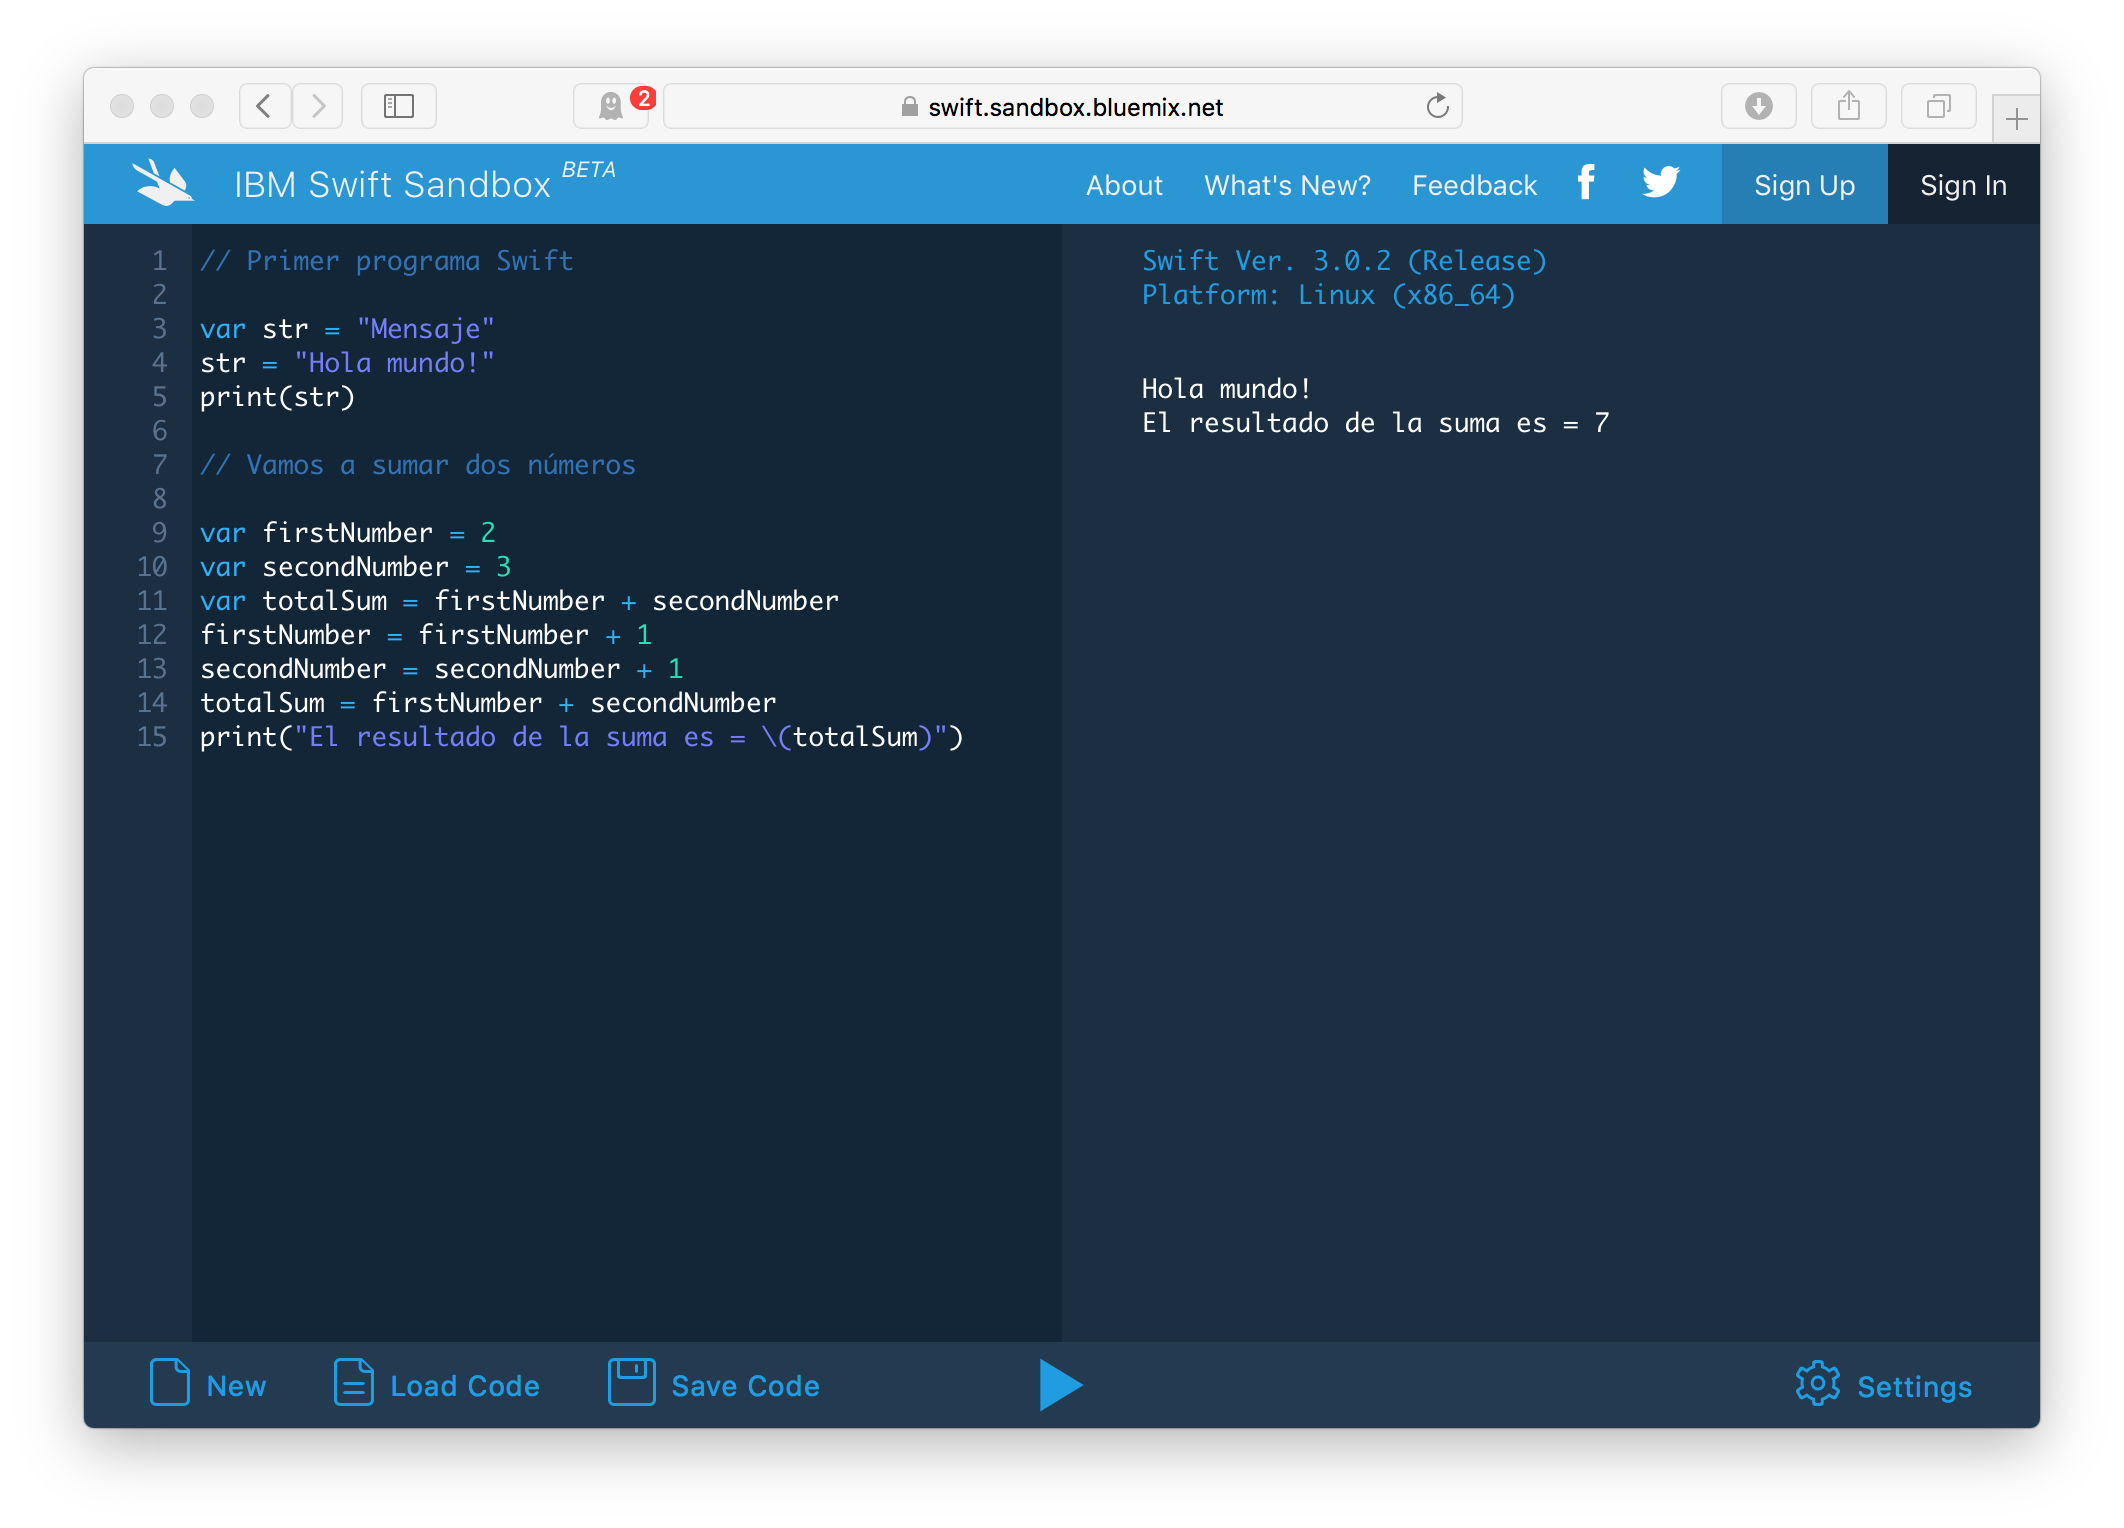 2
swift.sandbox.bluemix.net
IBM Swift Sandbox BETA
About What's New? Feedback Sign Up Sign In
1 // Primer programa Swift
2
3 var str = "Mensaje"
4 str = "Hola mundo!"
5 print(str)
6
7 // Vamos a sumar dos números
8
9 var firstNumber = 2
10 var secondNumber = 3
11 var totalSum = firstNumber + secondNumber
12 firstNumber = firstNumber + 1
13 secondNumber = secondNumber + 1
14 totalSum = firstNumber + secondNumber
15 print("El resultado de la suma es = \(totalSum)")
Swift Ver. 3.0.2 (Release)
Platform: Linux (x86_64)
Hola mundo!
El resultado de la suma es = 7
New Load Code Save Code Settings